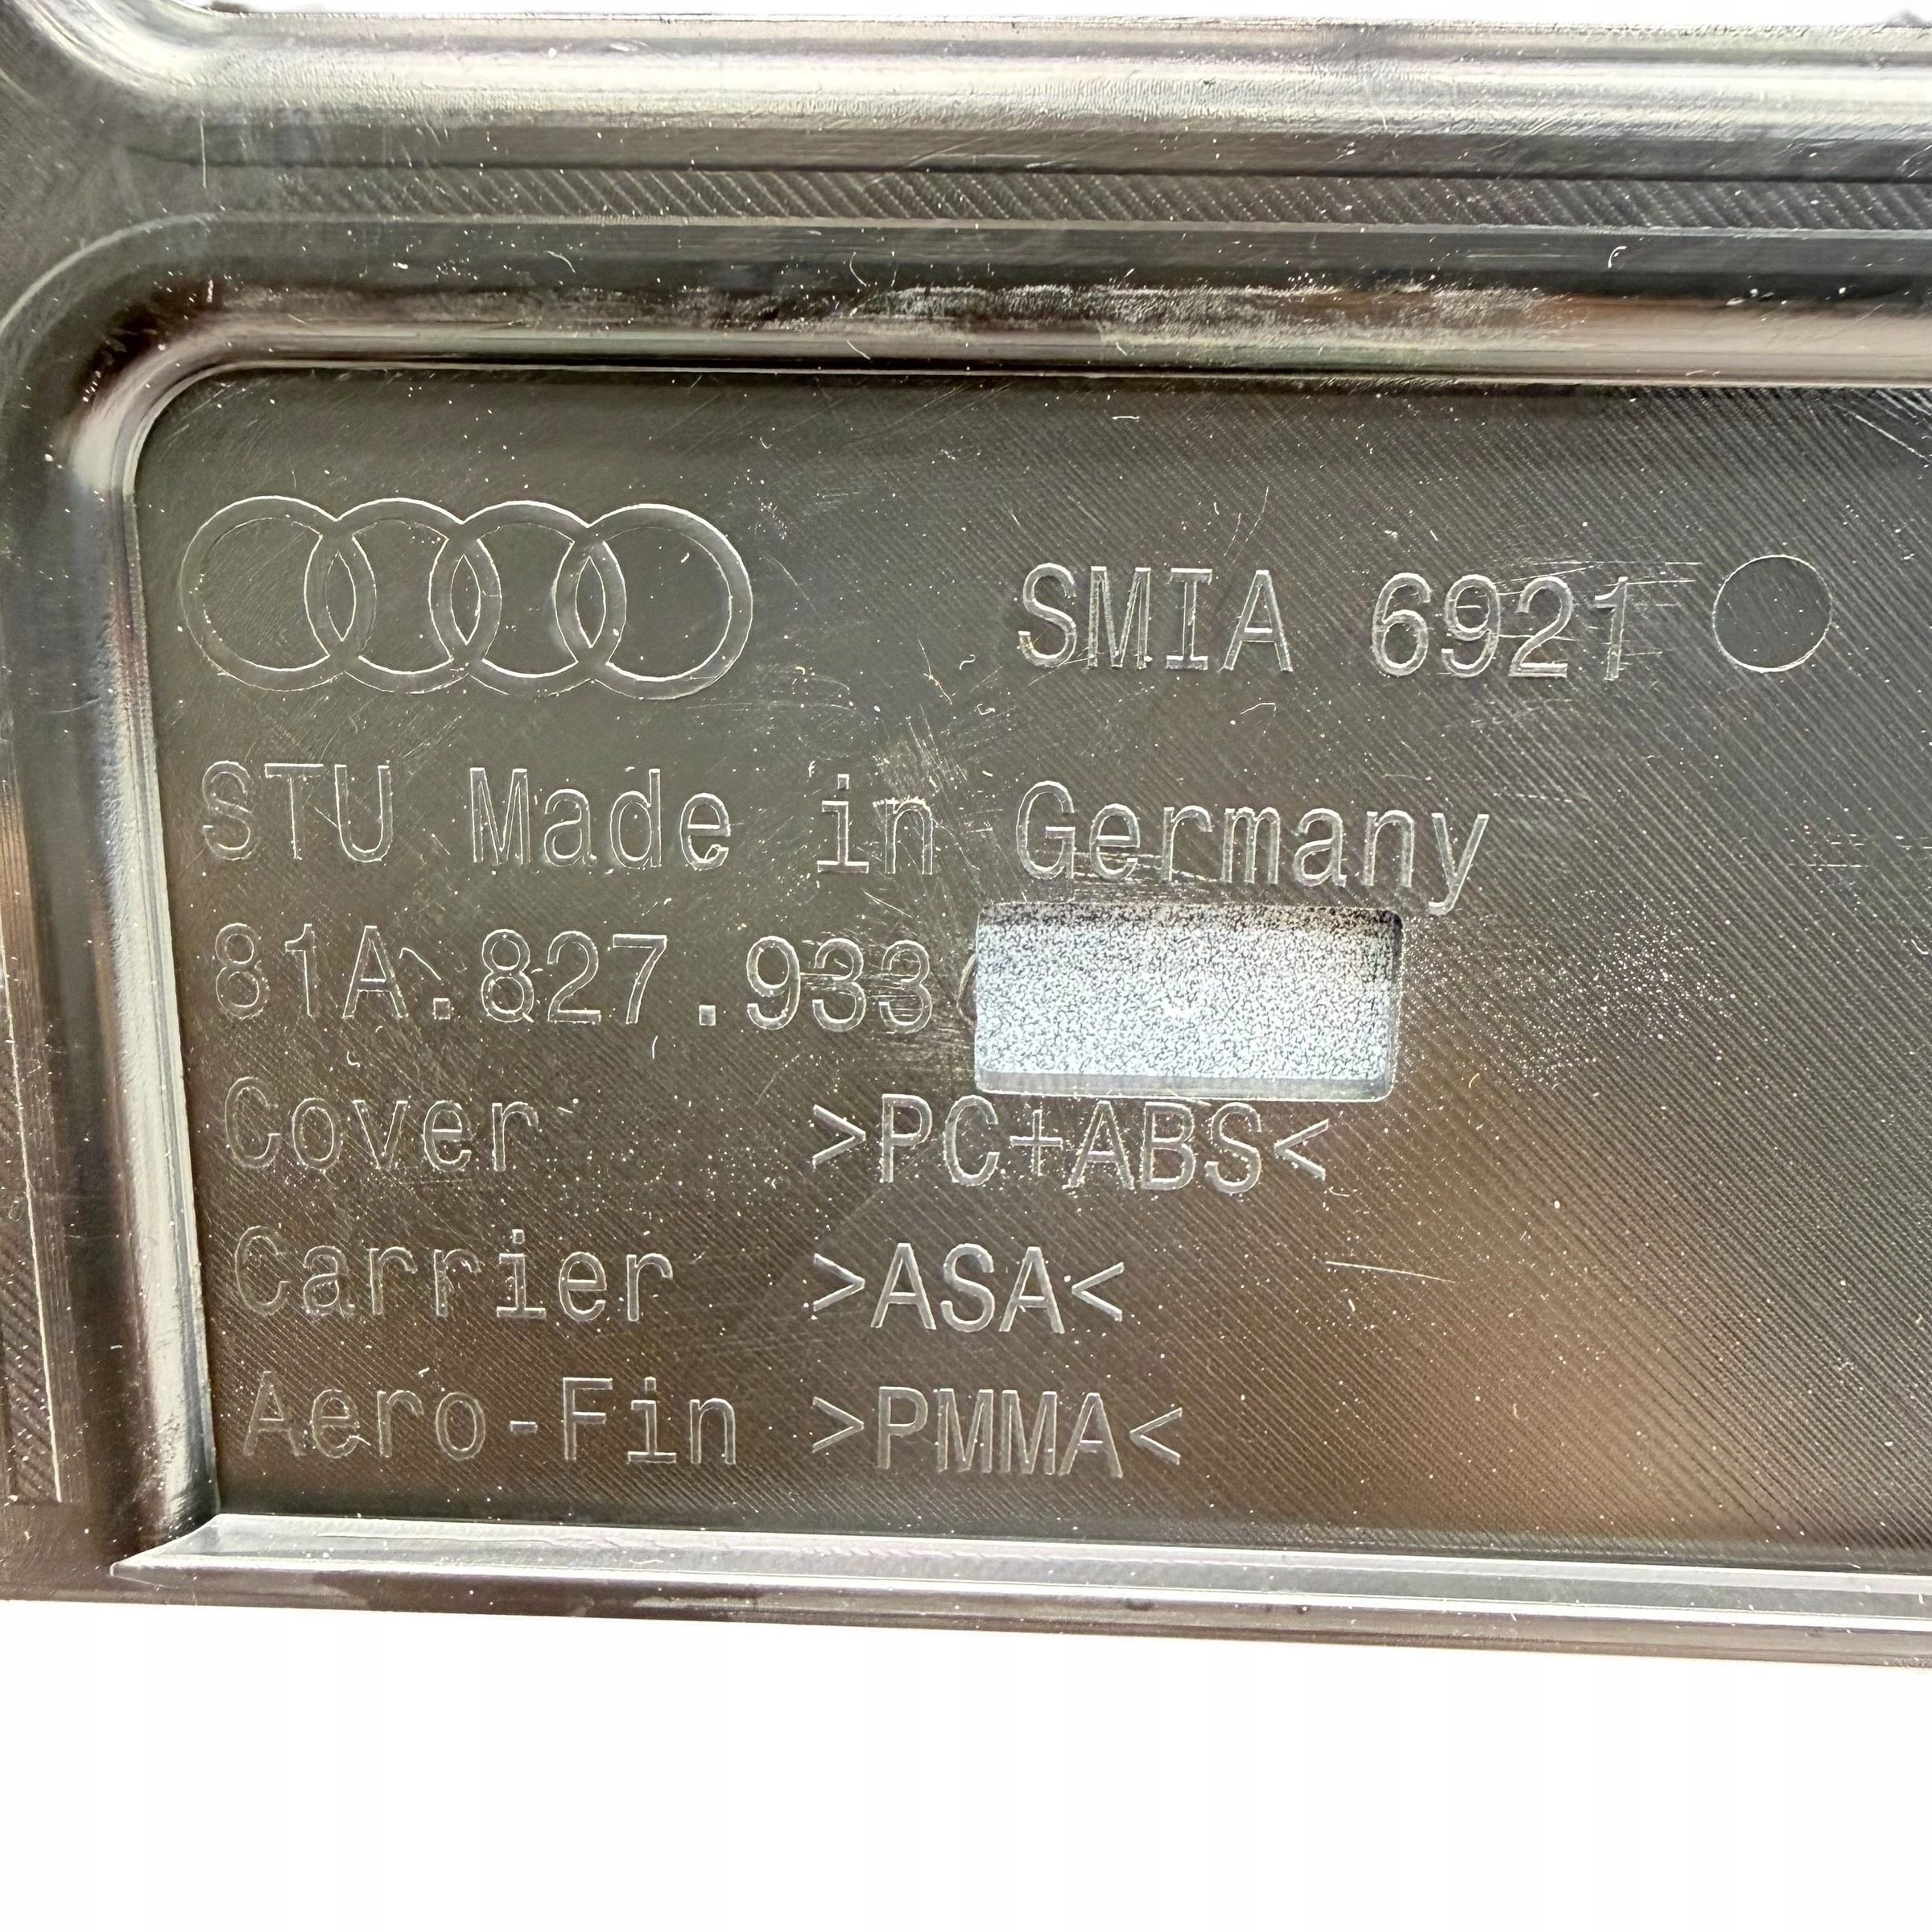 SMIA 6921
STU Made in Germany
81A.827.933
Cover >PC+ABS<
Carrier >ASA<
Aero-Fin >PMMA<